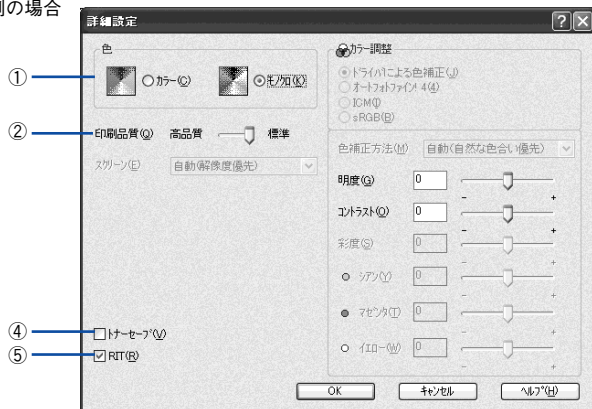 刷の場合
詳細設定
色
① カラー(C) モノクロ(K)
② 印刷品質(Q) 高品質 標準
スクリーン(E) 自動(解像度優先)
④ トナーセーブ(V)
⑤ RIT(R)
カラー調整
ドライバによる色補正(J)
オートフォトファイン! 4(4)
ICM(I)
sRGB(B)
色補正方法(M) 自動(自然な色合い優先)
明度(G) 0
- +
コントラスト(O) 0
- +
彩度(S) 0
- +
シアン(Y) 0
- +
マゼンタ(T) 0
- +
イエロー(W) 0
- +
OK キャンセル ヘルプ(H)